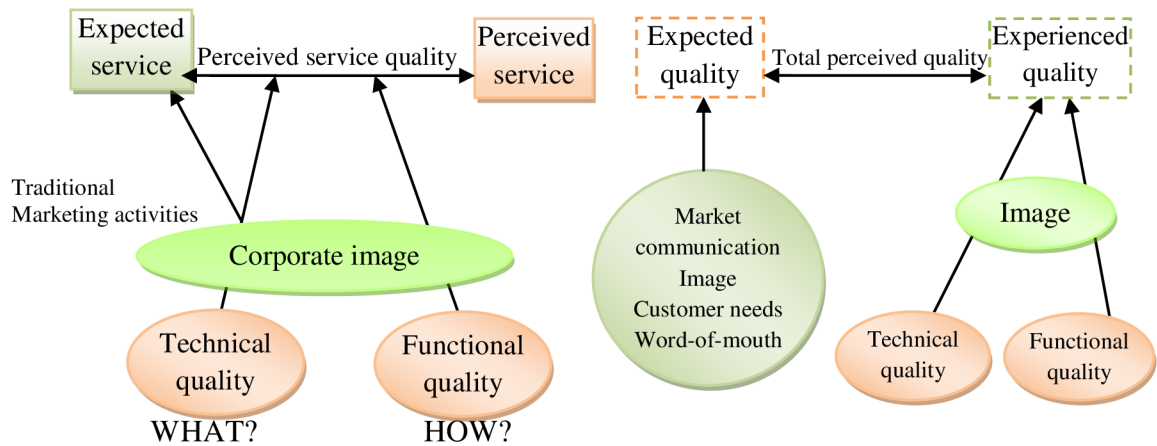 Expected
service
Perceived service quality
Perceived
service
Traditional
Marketing activities
Corporate image
Technical
quality
Functional
quality
WHAT?
HOW?
Expected
quality
Total perceived quality
Experienced
quality
Market
communication
Image
Customer needs
Word-of-mouth
Image
Technical
quality
Functional
quality